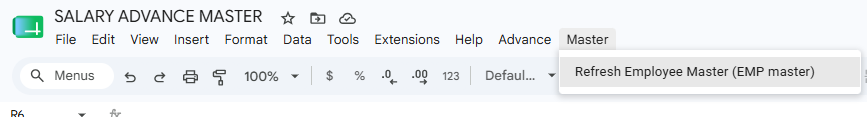 SALARY ADVANCE MASTER
File Edit View Insert Format Data Tools Extensions Help Advance Master
Menus 100% $ % .0 .00 123 Defaul...
Refresh Employee Master (EMP master)
R6 fx